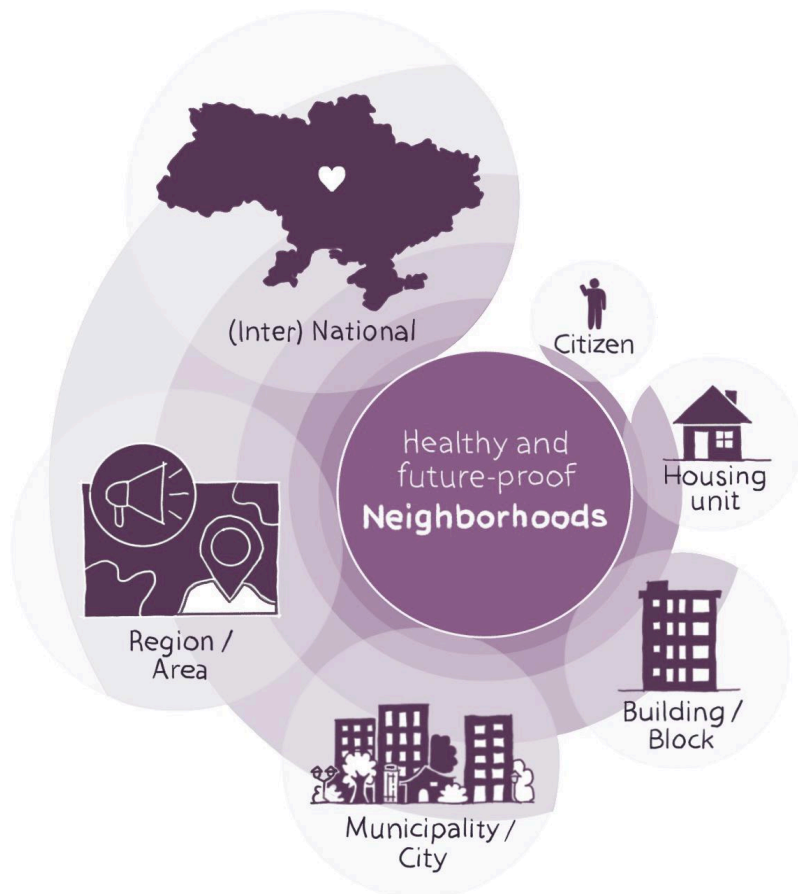 (Inter) National
Citizen
Healthy and
future-proof
Neighborhoods
Housing
unit
Region /
Area
Building /
Block
Municipality /
City